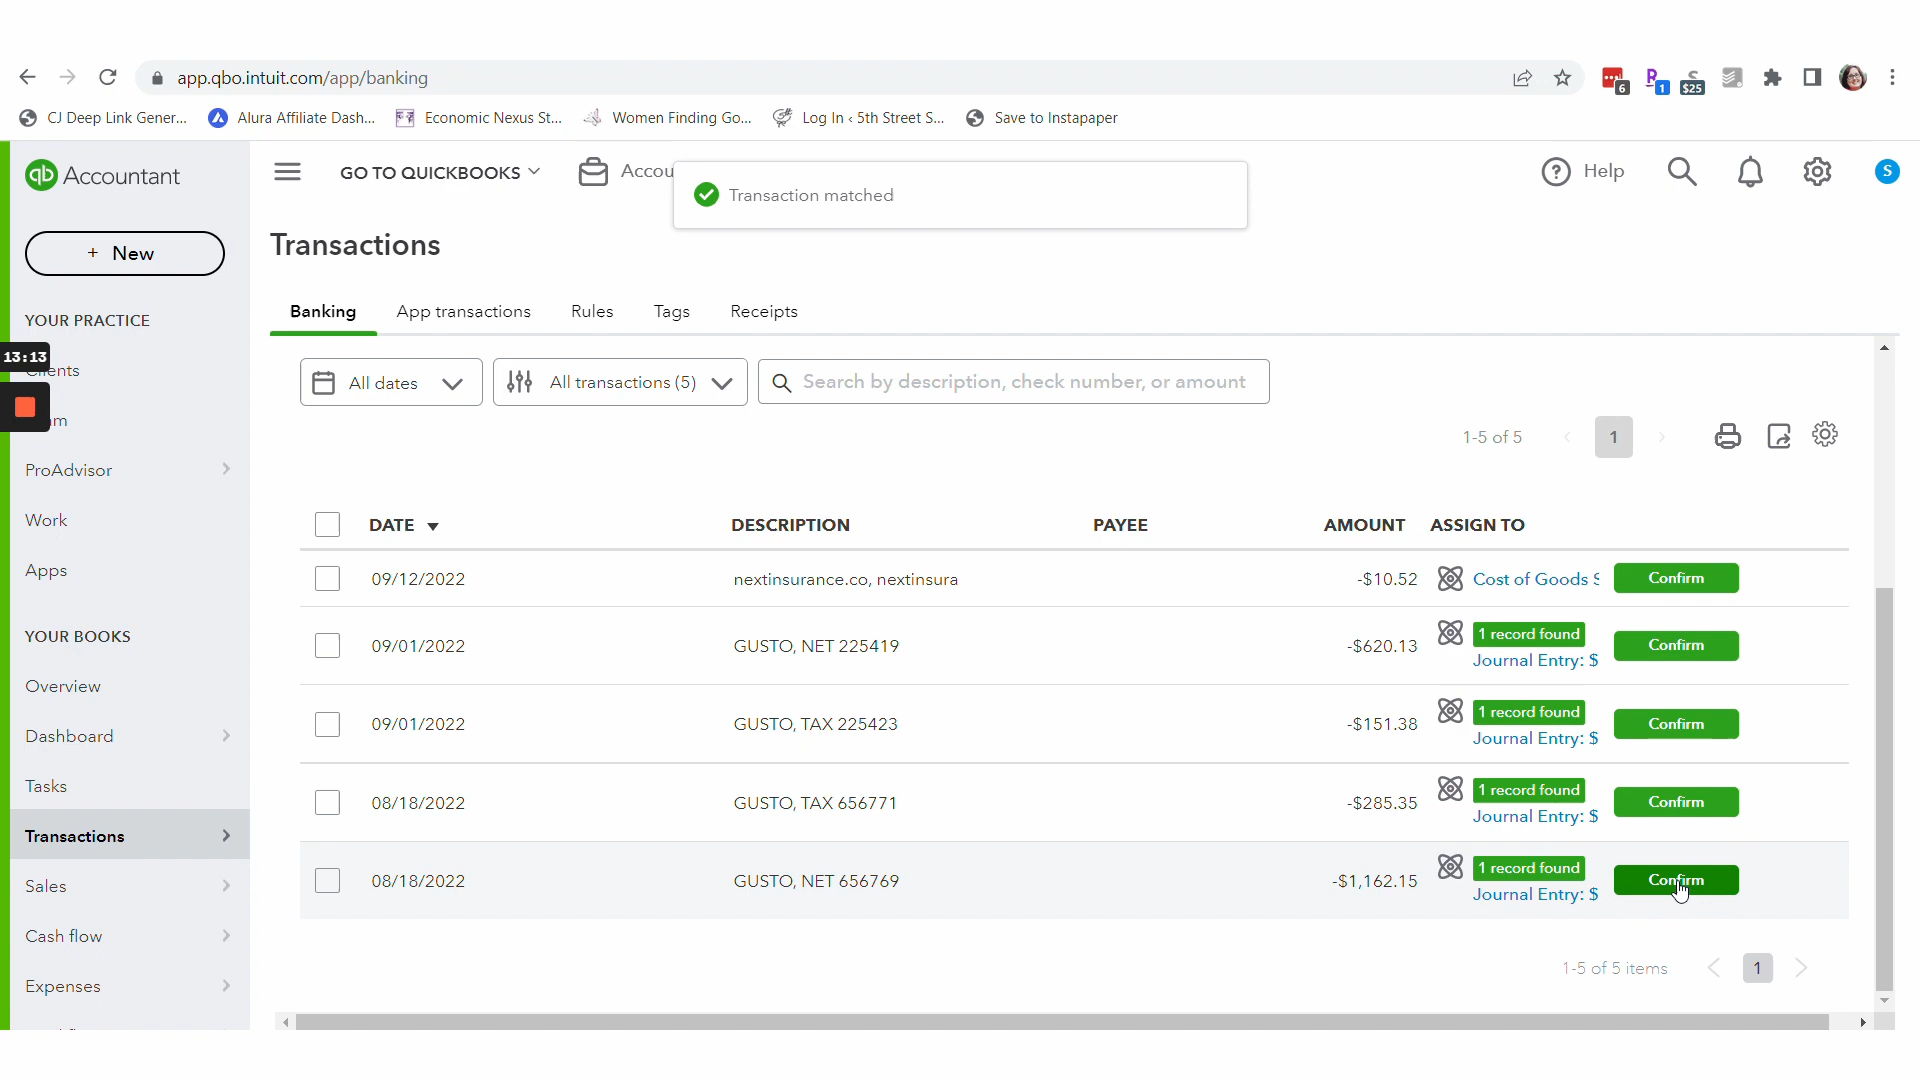 app.qbo.intuit.com/app/banking
6
1
$25
CJ Deep Link Gener...
Alura Affiliate Dash...
Economic Nexus St...
Women Finding Go...
Log In ‹ 5th Street S...
Save to Instapaper
qb Accountant
GO TO QUICKBOOKS
Accou
Transaction matched
Help
S
+ New
Transactions
YOUR PRACTICE
Banking
App transactions
Rules
Tags
Receipts
13:13
ProAdvisor
Work
Apps
YOUR BOOKS
Overview
Dashboard
Tasks
Transactions
Sales
Cash flow
Expenses
All dates
All transactions (5)
Search by description, check number, or amount
1-5 of 5
1
DATE DESCRIPTION PAYEE AMOUNT ASSIGN TO
09/12/2022 nextinsurance.co, nextinsura -$10.52 Cost of Goods Confirm
09/01/2022 GUSTO, NET 225419 -$620.13 1 record found Confirm
Journal Entry: $
09/01/2022 GUSTO, TAX 225423 -$151.38 1 record found Confirm
Journal Entry: $
08/18/2022 GUSTO, TAX 656771 -$285.35 1 record found Confirm
Journal Entry: $
08/18/2022 GUSTO, NET 656769 -$1,162.15 1 record found Confirm
Journal Entry: $
1-5 of 5 items
1